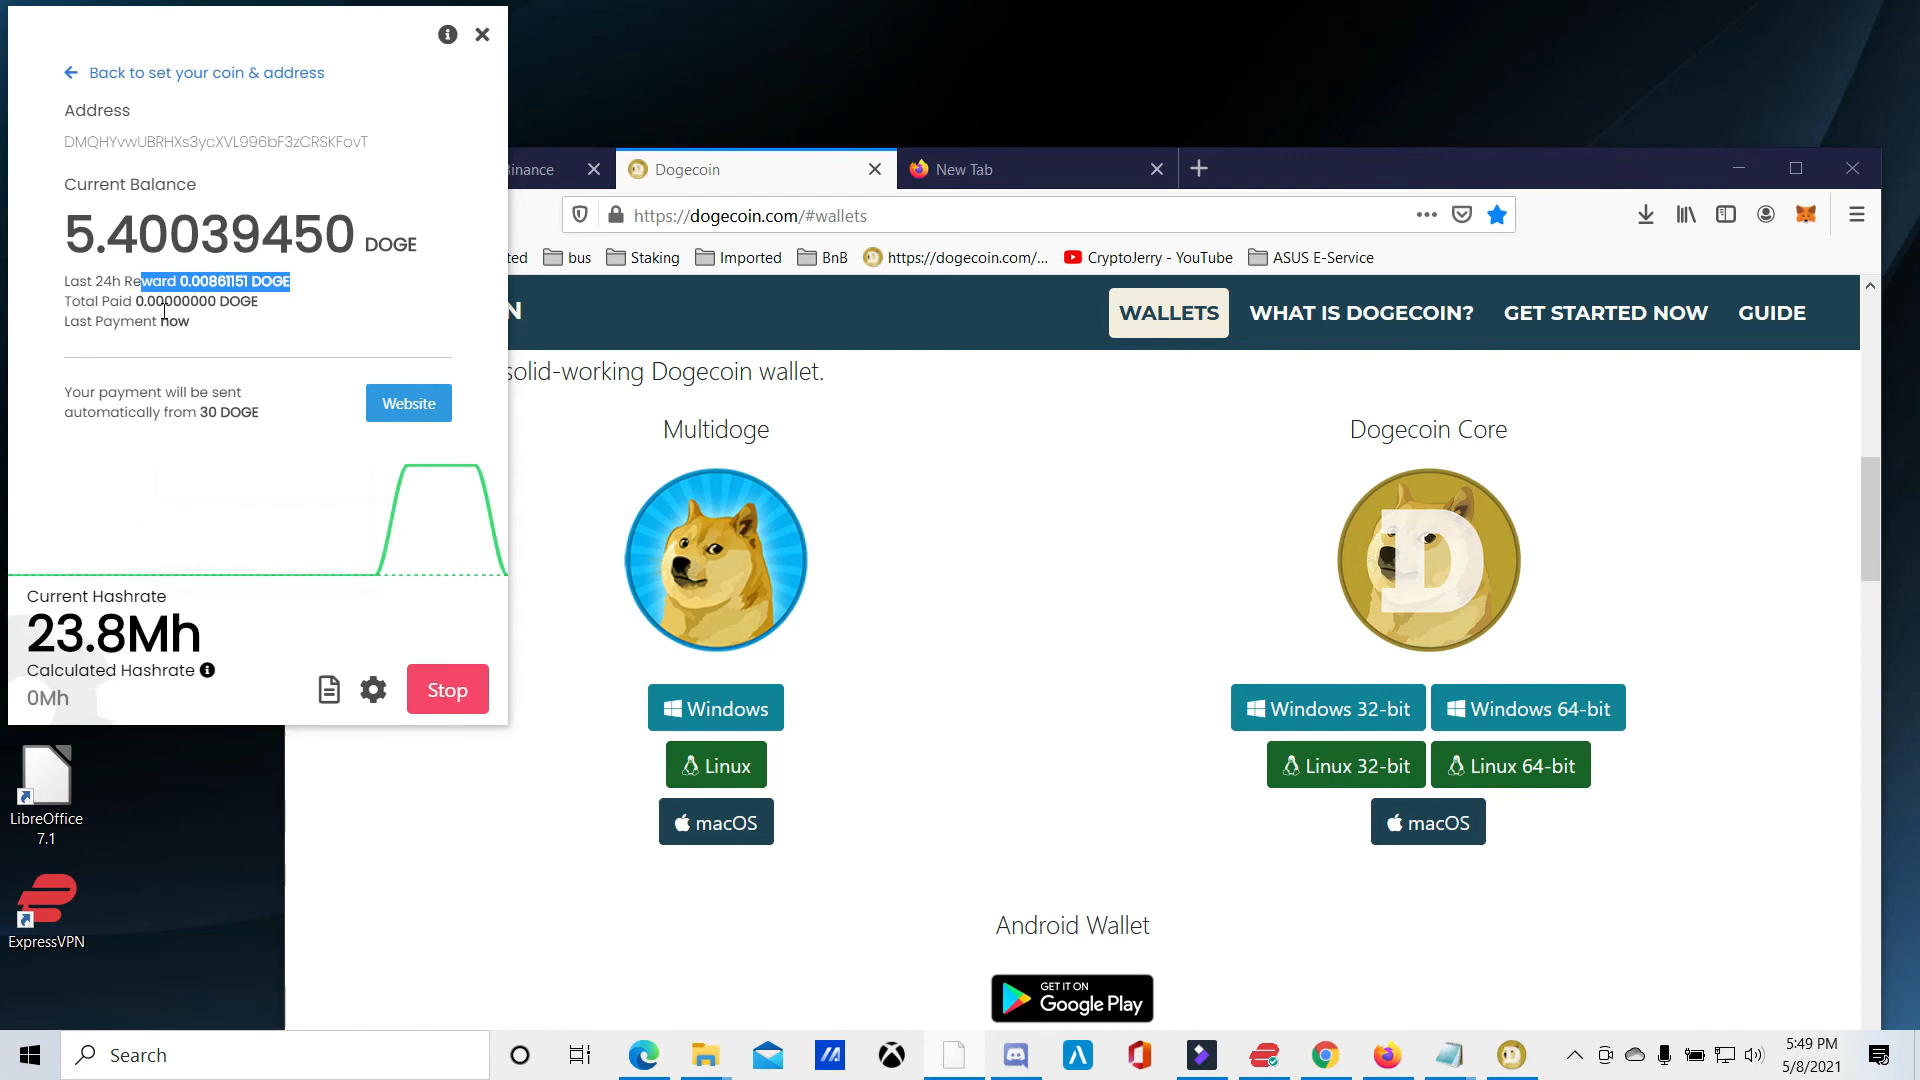 Back to set your coin & address
Address
DMQHYvwUBRHXs3ycXVL996bF3zCRSKFovT
Current Balance
5.40039450 DOGE
Last 24h Reward 0.00861151 DOGE
Total Paid 0.00000000 DOGE
Last Payment now
Your payment will be sent
automatically from 30 DOGE
Website
Current Hashrate
23.8Mh
Calculated Hashrate
0Mh
Stop
inance
Dogecoin
New Tab
https://dogecoin.com/#wallets
ted
bus
Staking
Imported
BnB
https://dogecoin.com/...
CryptoJerry - YouTube
ASUS E-Service
N
WALLETS
WHAT IS DOGECOIN?
GET STARTED NOW
GUIDE
solid-working Dogecoin wallet.
Multidoge
Windows
Linux
macOS
Dogecoin Core
D
Windows 32-bit
Windows 64-bit
Linux 32-bit
Linux 64-bit
macOS
Android Wallet
GET IT ON
Google Play
LibreOffice
7.1
ExpressVPN
Search
5:49 PM
5/8/2021